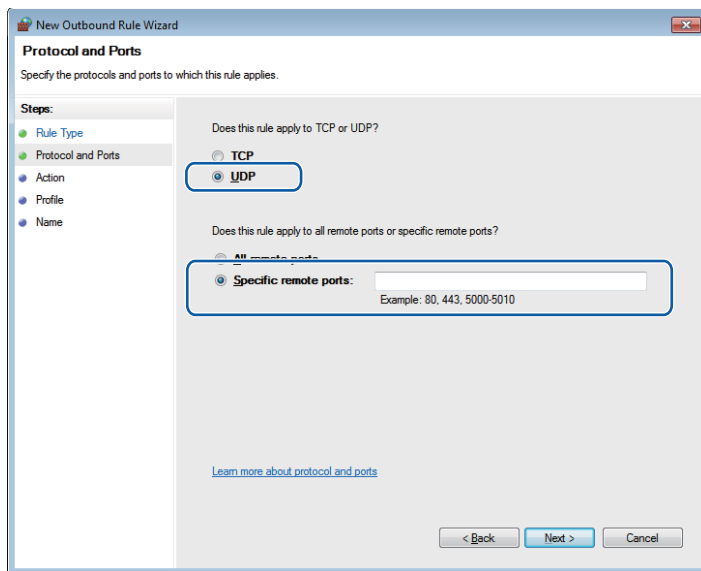 New Outbound Rule Wizard
Protocol and Ports
Specify the protocols and ports to which this rule applies.
Steps:
Rule Type
Protocol and Ports
Action
Profile
Name
Does this rule apply to TCP or UDP?
TCP
UDP
Does this rule apply to all remote ports or specific remote ports?
All remote ports
Specific remote ports:
Example: 80, 443, 5000-5010
Learn more about protocol and ports
< Back
Next >
Cancel